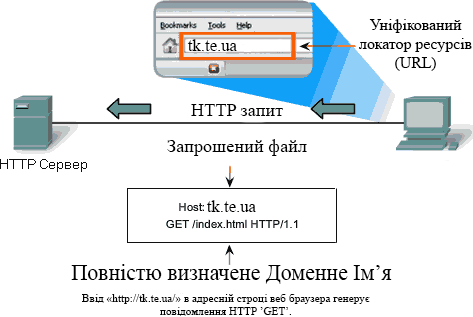 Bookmarks Tools Help
tk.te.ua
Уніфікований
локатор ресурсів
(URL)
HTTP запит
HTTP Сервер
Запрошений файл
Host: tk.te.ua
GET /index.html HTTP/1.1
Повністю визначене Доменне Ім’я
Ввід «http://tk.te.ua/» в адресній строці веб браузера генерує
повідомлення HTTP ’GET’.